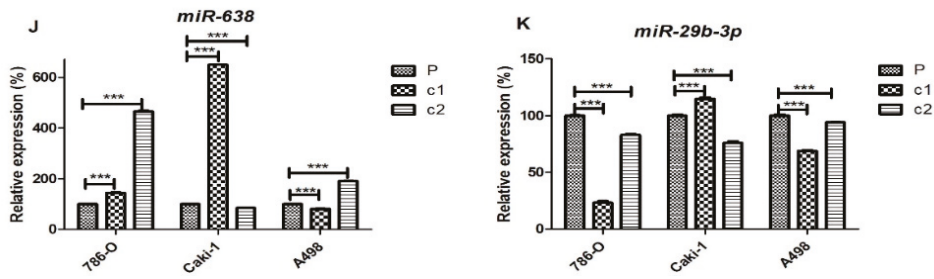 J
miR-638
Relative expression (%)
600
400
200
0
***
***
***
***
***
***
786-O
Caki-1
A498
P
c1
c2
K
miR-29b-3p
Relative expression (%)
150
100
50
0
***
***
***
***
***
***
786-O
Caki-1
A498
P
c1
c2